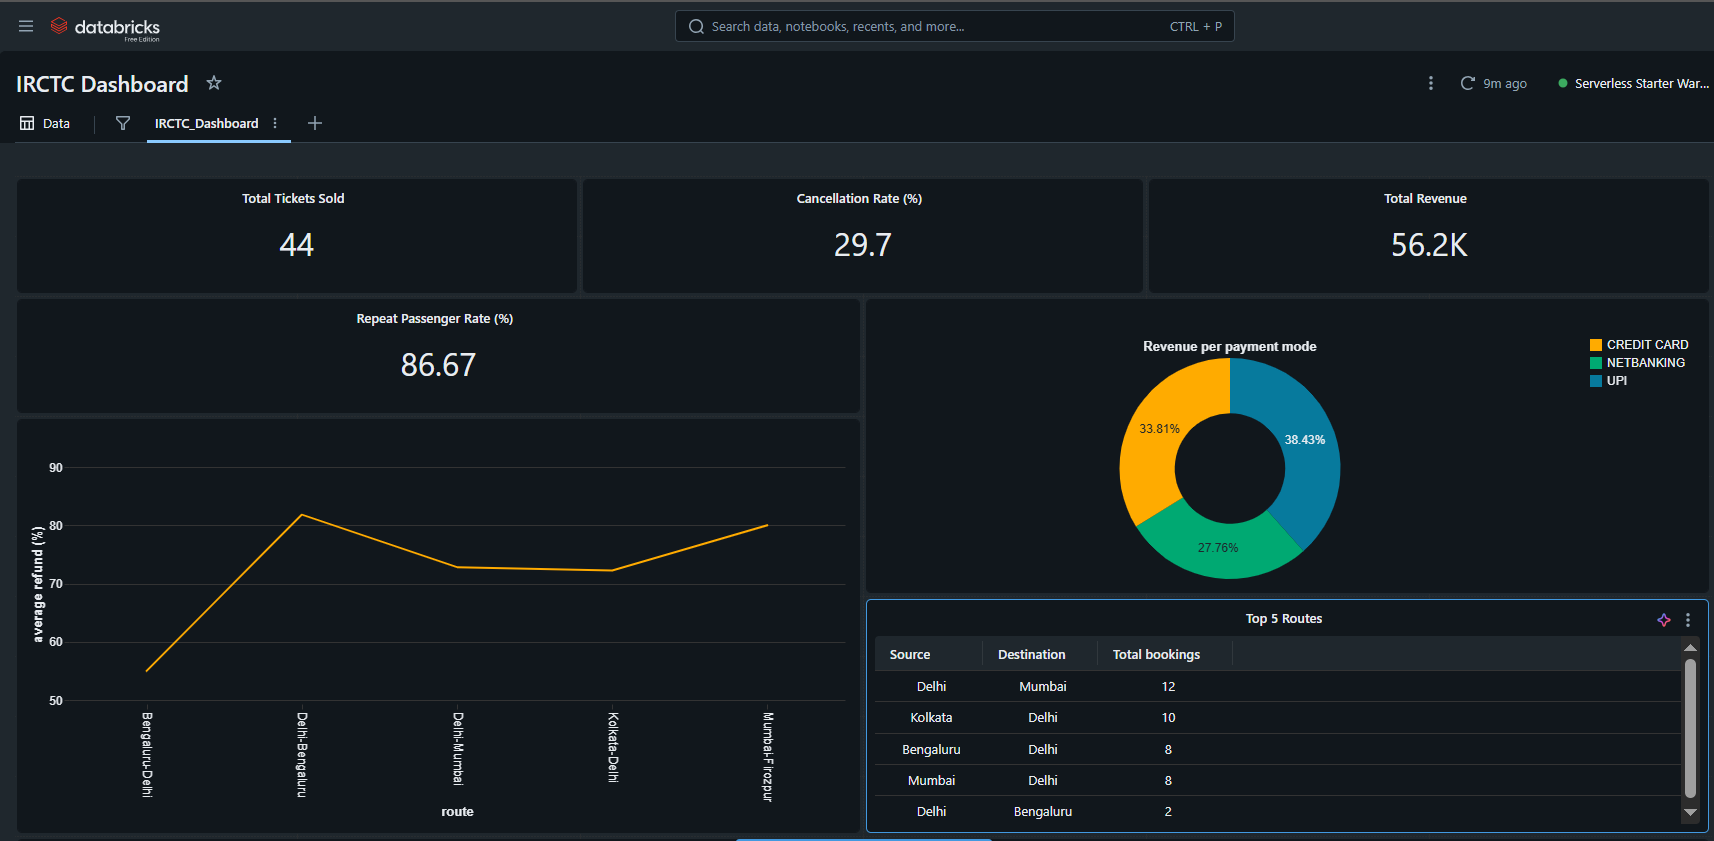 databricks
Free Edition
Search data, notebooks, recents, and more...
CTRL + P
IRCTC Dashboard
9m ago
Serverless Starter War...
Data
IRCTC_Dashboard
Total Tickets Sold
44
Cancellation Rate (%)
29.7
Total Revenue
56.2K
Repeat Passenger Rate (%)
86.67
Revenue per payment mode
CREDIT CARD
NETBANKING
UPI
33.81%
38.43%
27.76%
average refund (%)
90
80
70
60
50
Bengaluru-Delhi
Delhi-Bengaluru
Delhi-Mumbai
Kolkata-Delhi
Mumbai-Firozpur
route
Top 5 Routes
Source Destination Total bookings
Delhi Mumbai 12
Kolkata Delhi 10
Bengaluru Delhi 8
Mumbai Delhi 8
Delhi Bengaluru 2